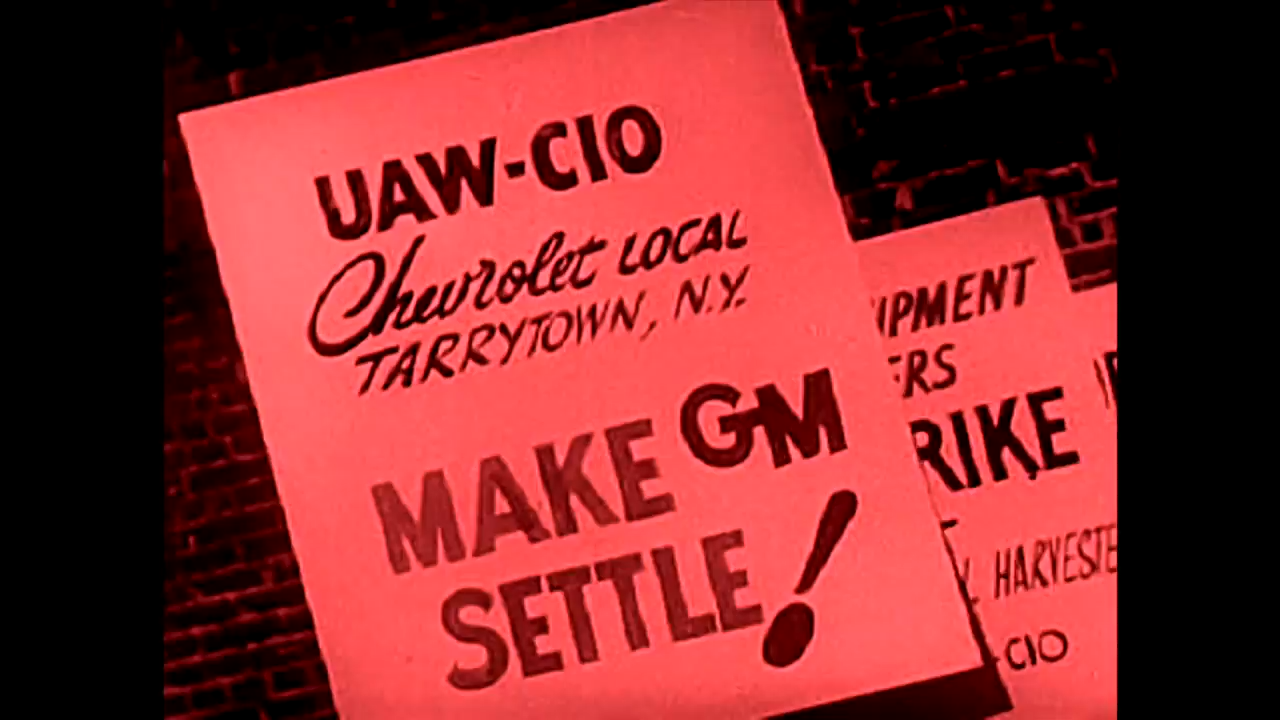 UAW-CIO
Chevrolet LOCAL
TARRYTOWN, N.Y.
MAKE GM
SETTLE!
IPMENT
ERS
RIKE
HARVESTE
-CIO